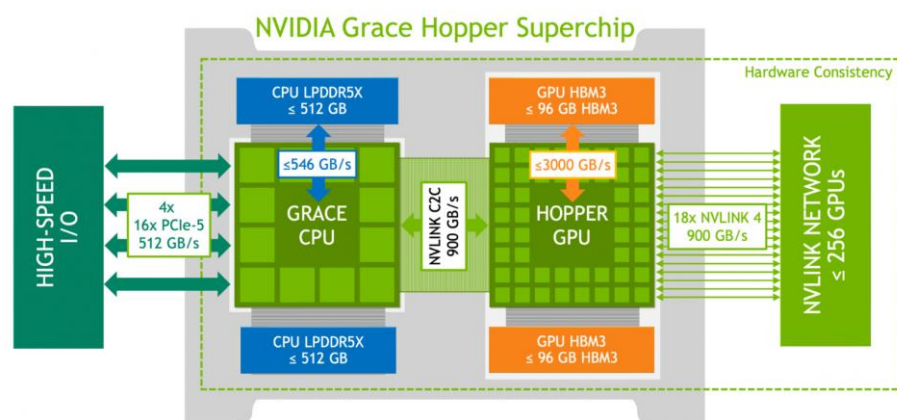 NVIDIA Grace Hopper Superchip
Hardware Consistency
HIGH-SPEED
I/O
4x
16x PCIe-5
512 GB/s
CPU LPDDR5X
≤ 512 GB
≤546 GB/s
GRACE
CPU
CPU LPDDR5X
≤ 512 GB
NVLINK C2C
900 GB/s
GPU HBM3
≤ 96 GB HBM3
≤3000 GB/s
HOPPER
GPU
GPU HBM3
≤ 96 GB HBM3
18x NVLINK 4
900 GB/s
NVLINK NETWORK
≤ 256 GPUs